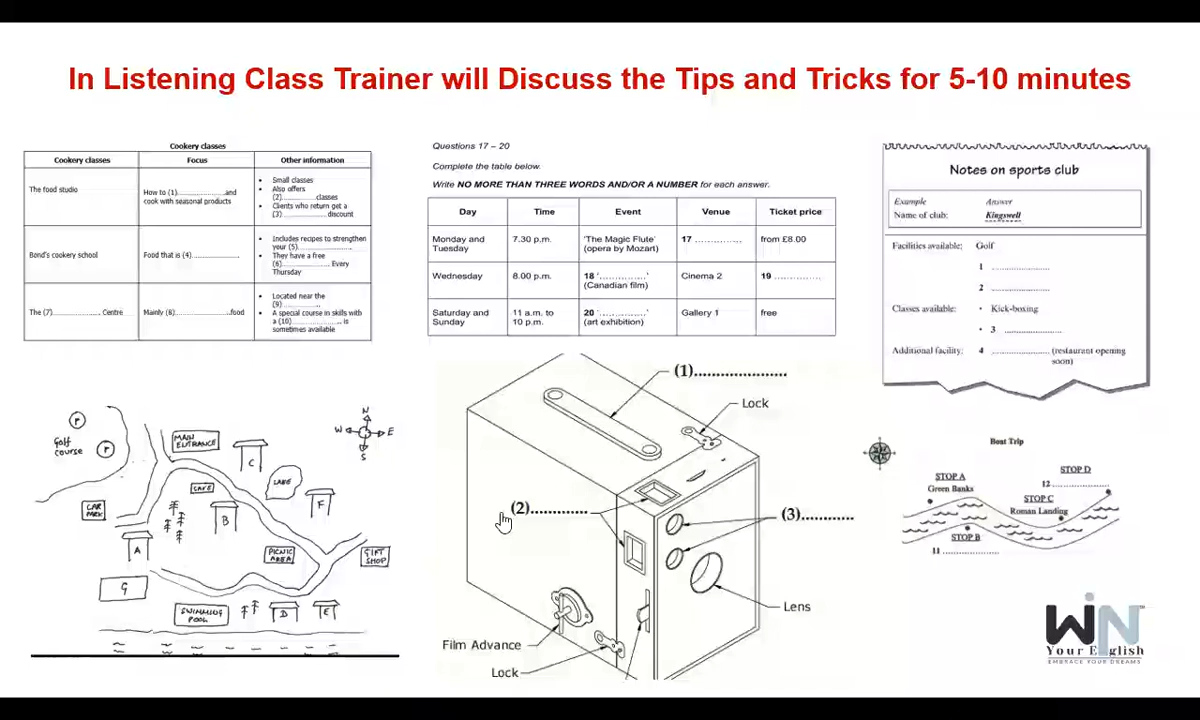 In Listening Class Trainer will Discuss the Tips and Tricks for 5-10 minutes
Cookery classes
Cookery classes
Focus
Other information
The food studio
How to (1)........................and
cook with seasonal products
• Small classes
• Also offers
(2)........................ classes
• Clients who return get a
(3) ........................ discount
Bond's cookery school
Food that is (4)........................
• Includes recipes to strengthen
your (5)........................
• They have a free
(6)........................ Every
Thursday
The (7)........................ Centre
Mainly (8)........................food
• Located near the
(9)........................
• A special course in skills with
a (10)........................ is
sometimes available
Questions 17 – 20
Complete the table below.
Write NO MORE THAN THREE WORDS AND/OR A NUMBER for each answer.
Day
Time
Event
Venue
Ticket price
Monday and
Tuesday
7.30 p.m.
'The Magic Flute'
(opera by Mozart)
17 ...............
from £8.00
Wednesday
8.00 p.m.
18 '...............'
(Canadian film)
Cinema 2
19 ...............
Saturday and
Sunday
11 a.m. to
10 p.m.
20 '...............'
(art exhibition)
Gallery 1
free
Notes on sports club
Example
Answer
Name of club:
Kingswell
Facilities available:
Golf
1 ....................
2 ....................
Classes available:
• Kick-boxing
• 3 ....................
Additional facility:
4 .................... (restaurant opening
soon)
Golf
course
P
P
MAIN
ENTRANCE
N
W
E
S
C
LAKE
CAFE
CAR
PARK
B
F
A
PICNIC
AREA
GIFT
SHOP
G
SWIMMING
POOL
D
E
(1)......................
Lock
(2)............
(3)............
Lens
Film Advance
Lock
Boat Trip
STOP A
Green Banks
STOP D
12 ....................
STOP C
Roman Landing
STOP B
11 ....................
WiN
TM
Your English
EMBRACE YOUR DREAMS